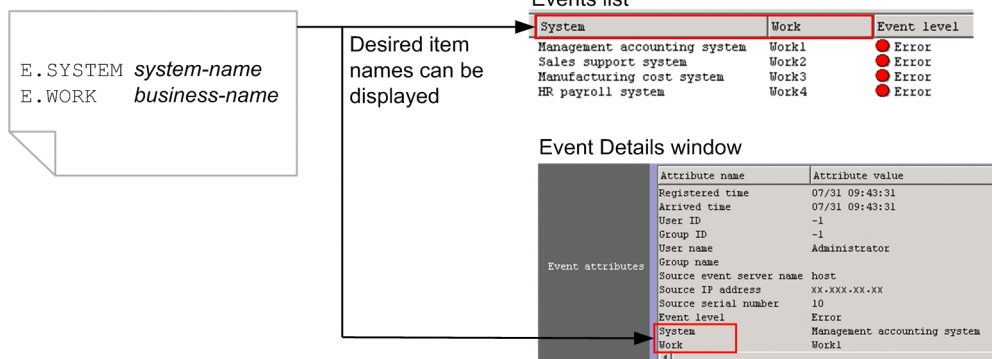 Events list
E.SYSTEM system-name
E.WORK business-name
Desired item
names can be
displayed
System Work Event level
Management accounting system Work1 Error
Sales support system Work2 Error
Manufacturing cost system Work3 Error
HR payroll system Work4 Error
Event Details window
Event attributes
Attribute name Attribute value
Registered time 07/31 09:43:31
Arrived time 07/31 09:43:31
User ID -1
Group ID -1
User name Administrator
Group name
Source event server name host
Source IP address xx.xxx.xx.xx
Source serial number 10
Event level Error
System Management accounting system
Work Work1